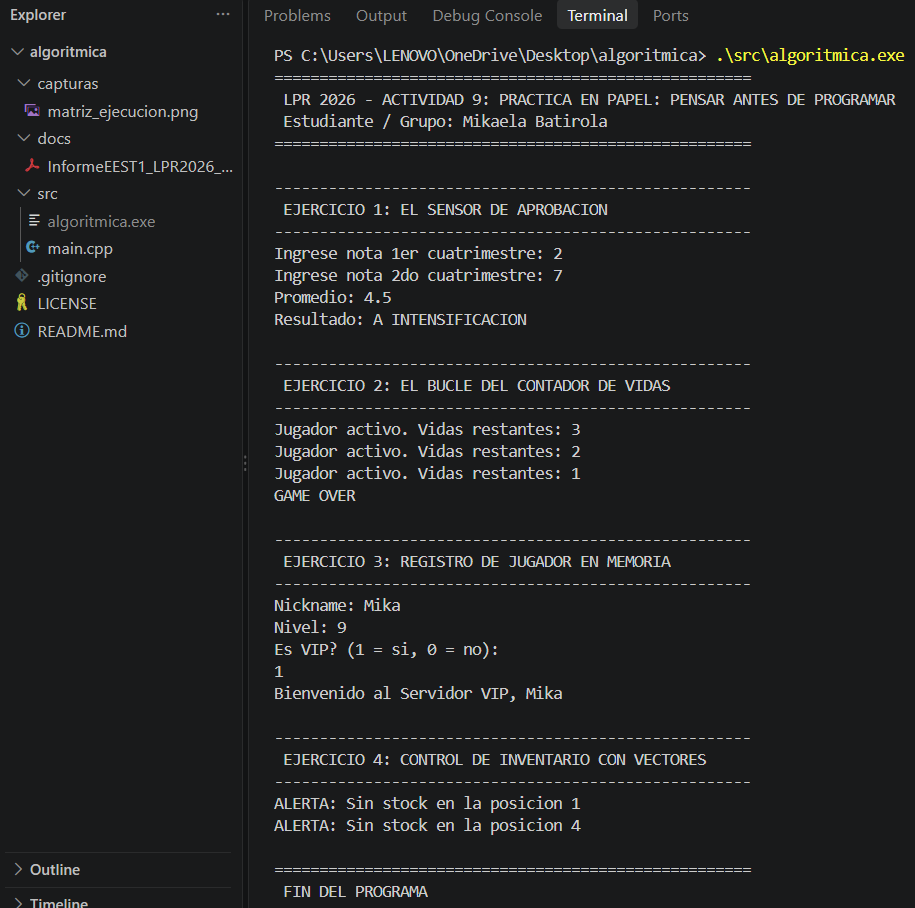 Explorer
···
algoritmica
capturas
matriz_ejecucion.png
docs
InformeEEST1_LPR2026_...
src
algoritmica.exe
main.cpp
.gitignore
LICENSE
README.md
Outline
Timeline
Problems Output Debug Console Terminal Ports
PS C:\Users\LENOVO\OneDrive\Desktop\algoritmica> .\src\algoritmica.exe
=====================================================
LPR 2026 - ACTIVIDAD 9: PRACTICA EN PAPEL: PENSAR ANTES DE PROGRAMAR
Estudiante / Grupo: Mikaela Batirola
=====================================================
-----------------------------------------------------
EJERCICIO 1: EL SENSOR DE APROBACION
-----------------------------------------------------
Ingrese nota 1er cuatrimestre: 2
Ingrese nota 2do cuatrimestre: 7
Promedio: 4.5
Resultado: A INTENSIFICACION
-----------------------------------------------------
EJERCICIO 2: EL BUCLE DEL CONTADOR DE VIDAS
-----------------------------------------------------
Jugador activo. Vidas restantes: 3
Jugador activo. Vidas restantes: 2
Jugador activo. Vidas restantes: 1
GAME OVER
-----------------------------------------------------
EJERCICIO 3: REGISTRO DE JUGADOR EN MEMORIA
-----------------------------------------------------
Nickname: Mika
Nivel: 9
Es VIP? (1 = si, 0 = no):
1
Bienvenido al Servidor VIP, Mika
-----------------------------------------------------
EJERCICIO 4: CONTROL DE INVENTARIO CON VECTORES
-----------------------------------------------------
ALERTA: Sin stock en la posicion 1
ALERTA: Sin stock en la posicion 4
=====================================================
FIN DEL PROGRAMA